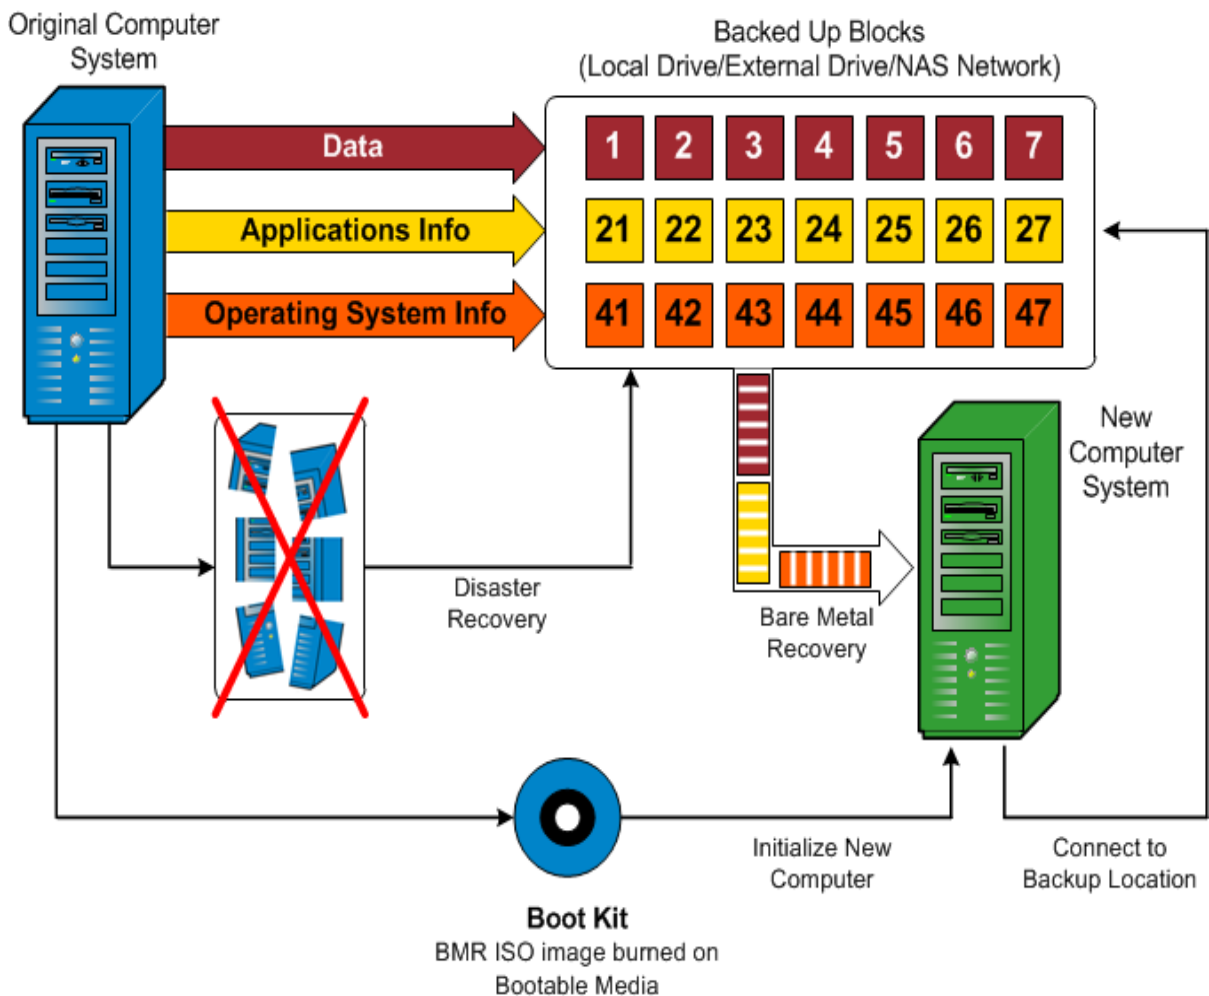 Original Computer
System
Backed Up Blocks
(Local Drive/External Drive/NAS Network)
Data
1 2 3 4 5 6 7
Applications Info
21 22 23 24 25 26 27
Operating System Info
41 42 43 44 45 46 47
New
Computer
System
Disaster
Recovery
Bare Metal
Recovery
Initialize New
Computer
Connect to
Backup Location
Boot Kit
BMR ISO image burned on
Bootable Media